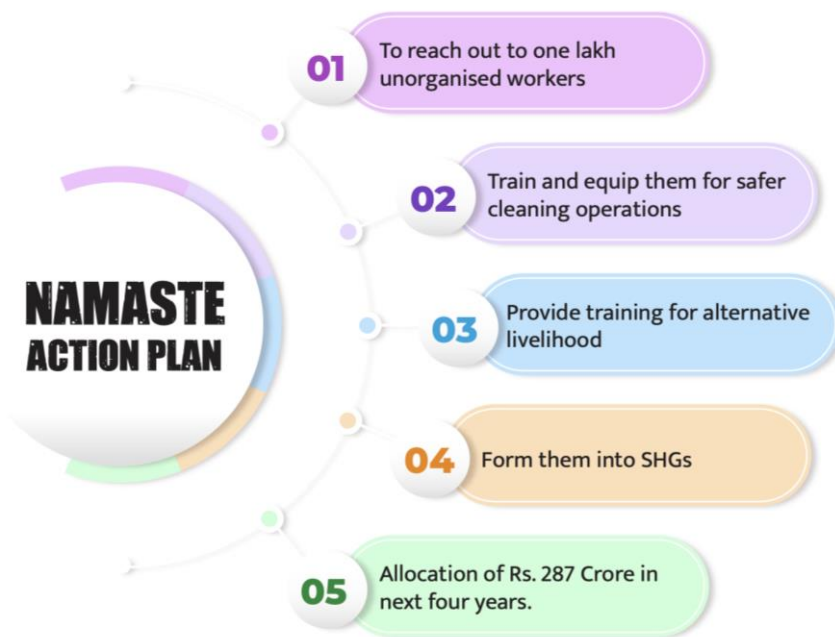 NAMASTE
ACTION PLAN
01
To reach out to one lakh
unorganised workers
02
Train and equip them for safer
cleaning operations
03
Provide training for alternative
livelihood
04
Form them into SHGs
05
Allocation of Rs. 287 Crore in
next four years.